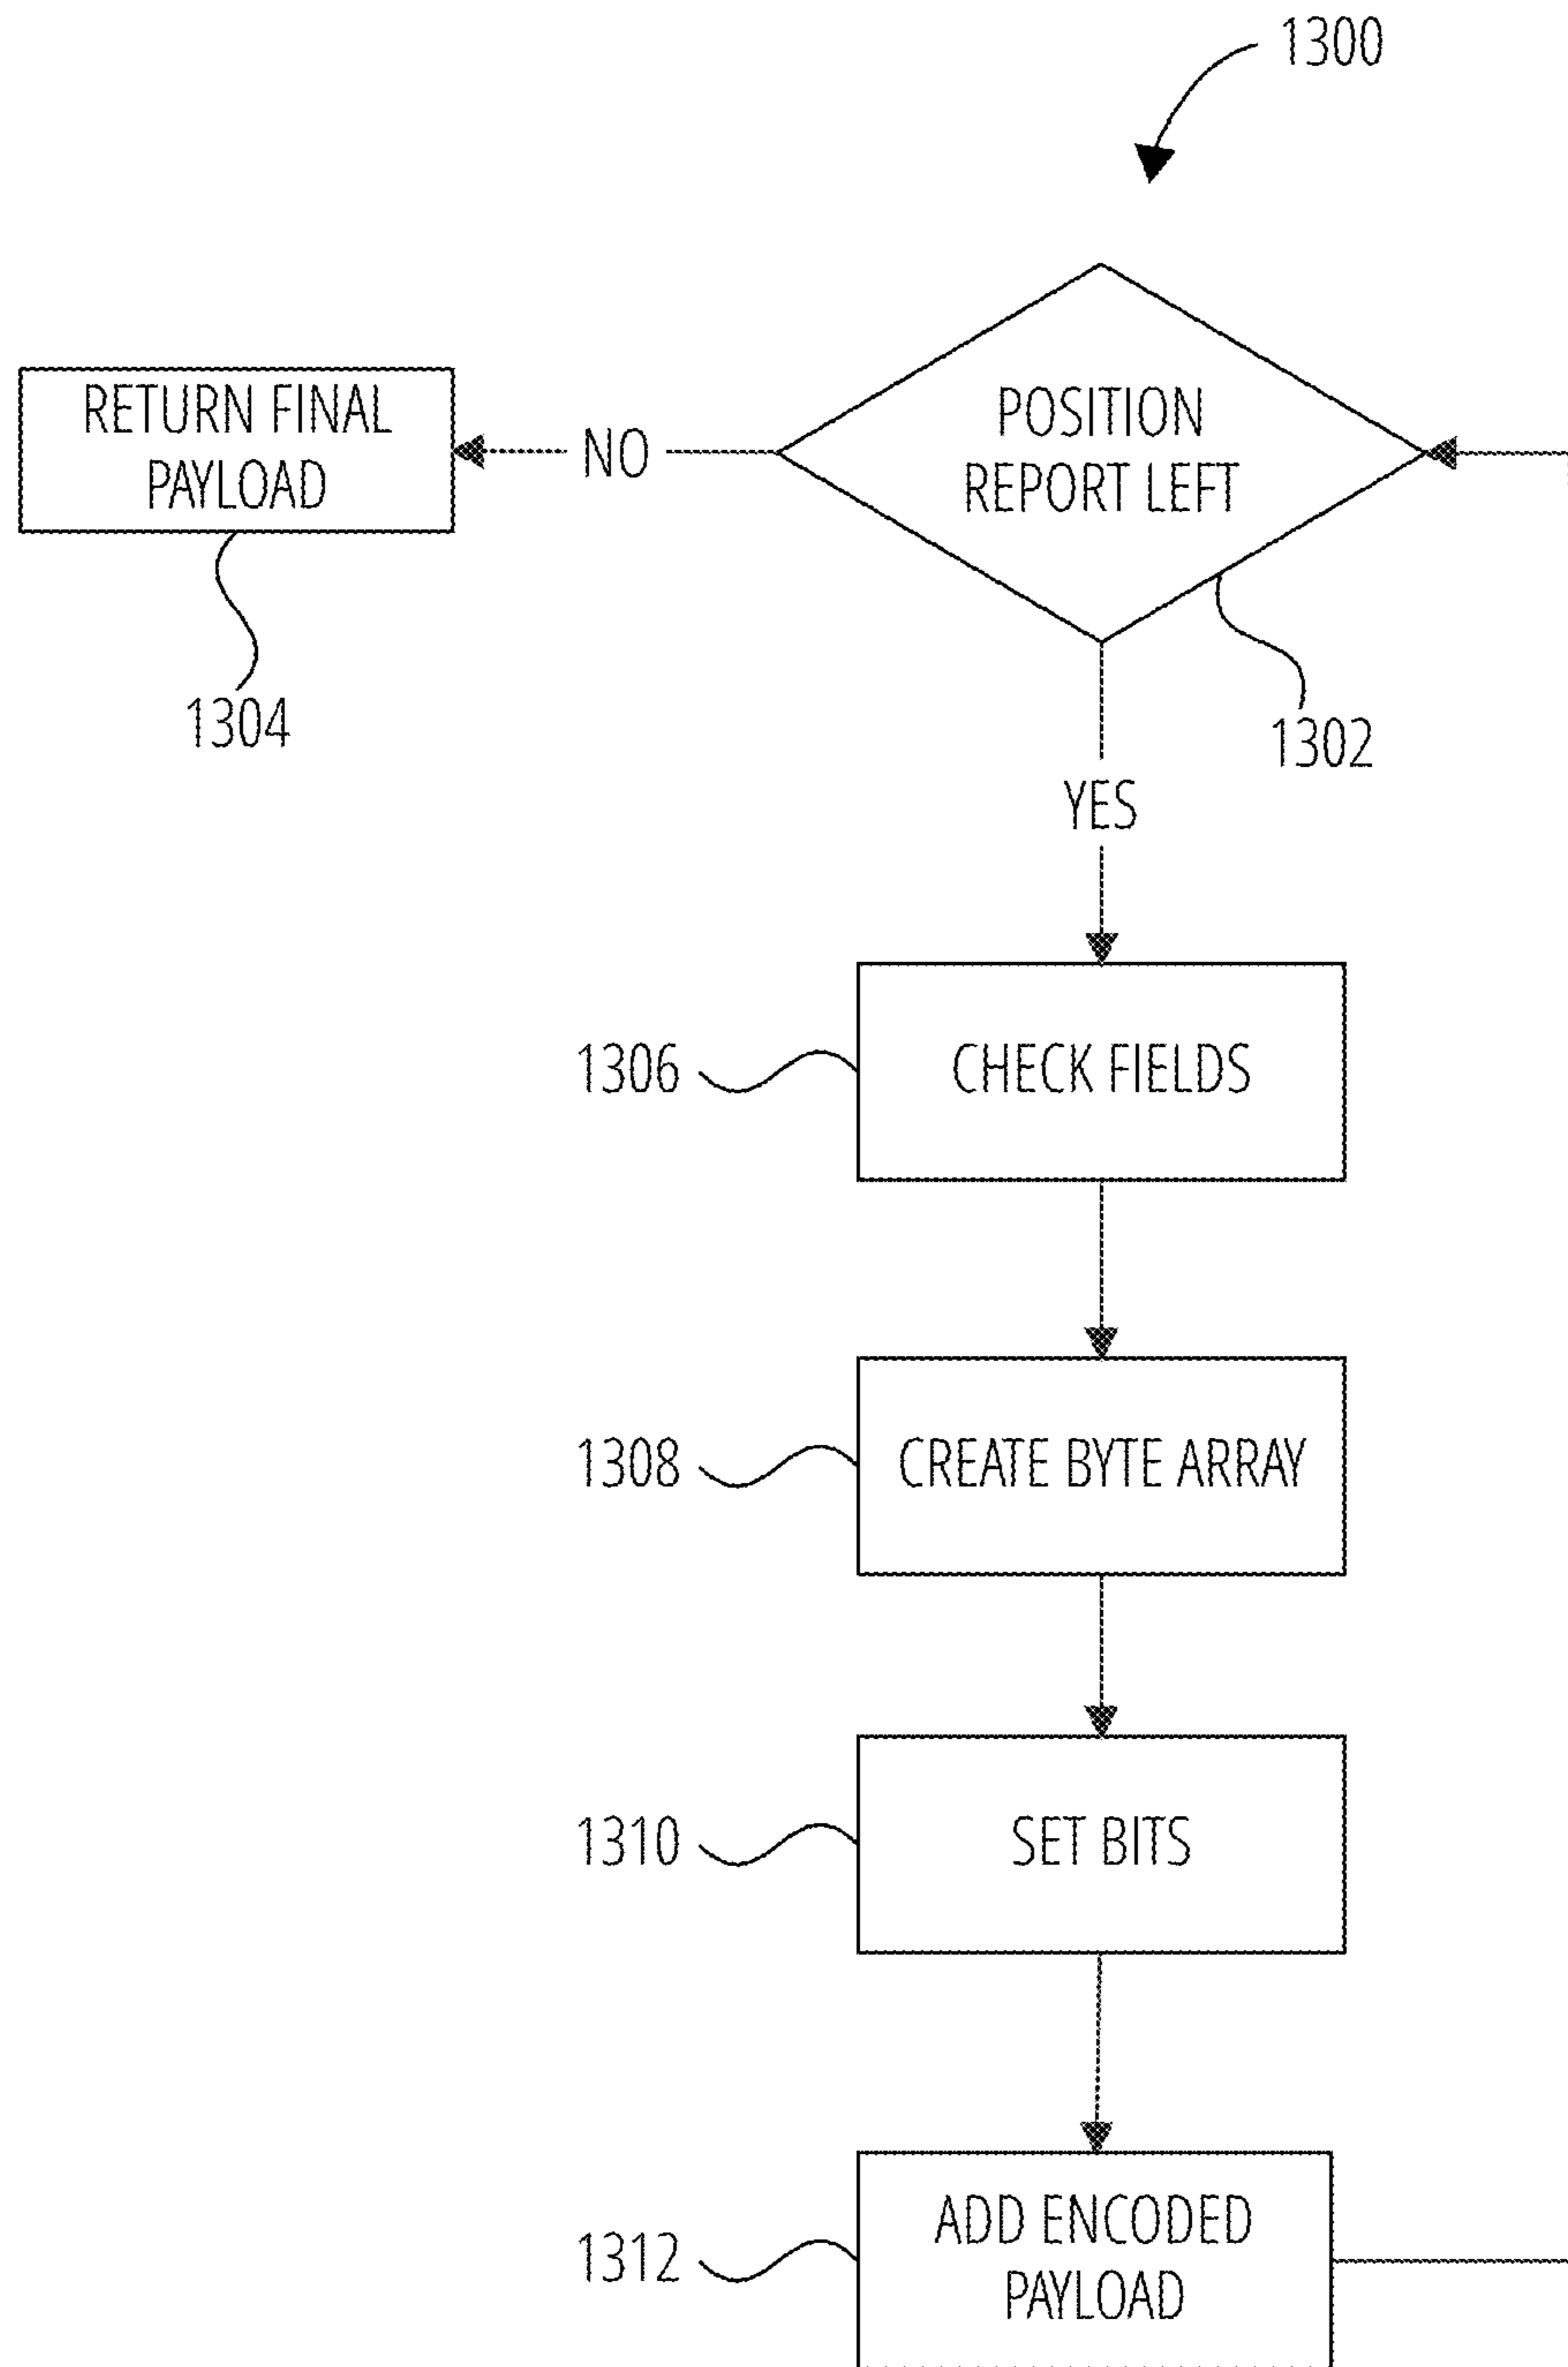 1300
RETURN FINAL
PAYLOAD
NO
POSITION
REPORT LEFT
1304
1302
YES
1306
CHECK FIELDS
1308
CREATE BYTE ARRAY
1310
SET BITS
1312
ADD ENCODED
PAYLOAD